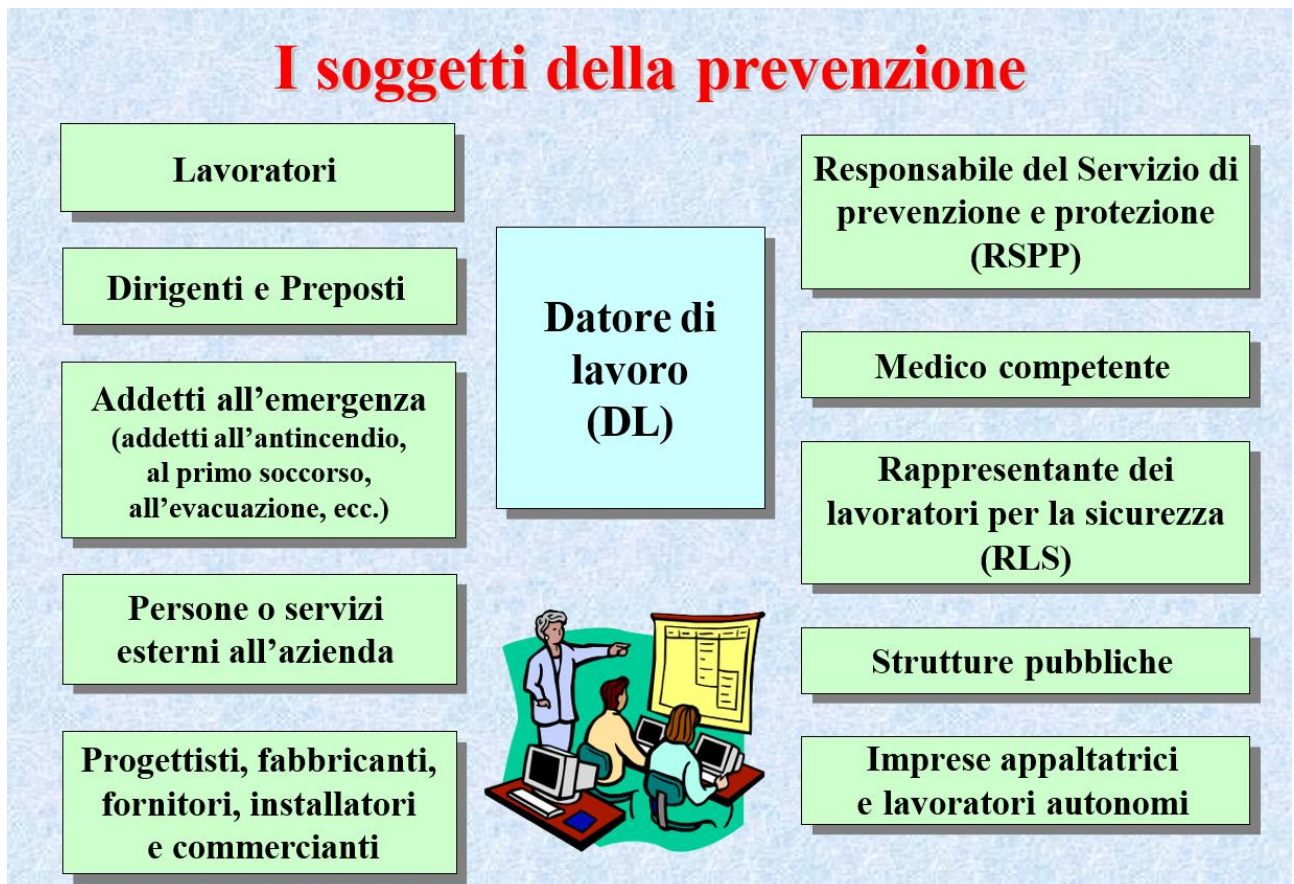 I soggetti della prevenzione
Lavoratori
Dirigenti e Preposti
Addetti all’emergenza
(addetti all’antincendio,
al primo soccorso,
all’evacuazione, ecc.)
Persone o servizi
esterni all’azienda
Progettisti, fabbricanti,
fornitori, installatori
e commercianti
Datore di
lavoro
(DL)
Responsabile del Servizio di
prevenzione e protezione
(RSPP)
Medico competente
Rappresentante dei
lavoratori per la sicurezza
(RLS)
Strutture pubbliche
Imprese appaltatrici
e lavoratori autonomi